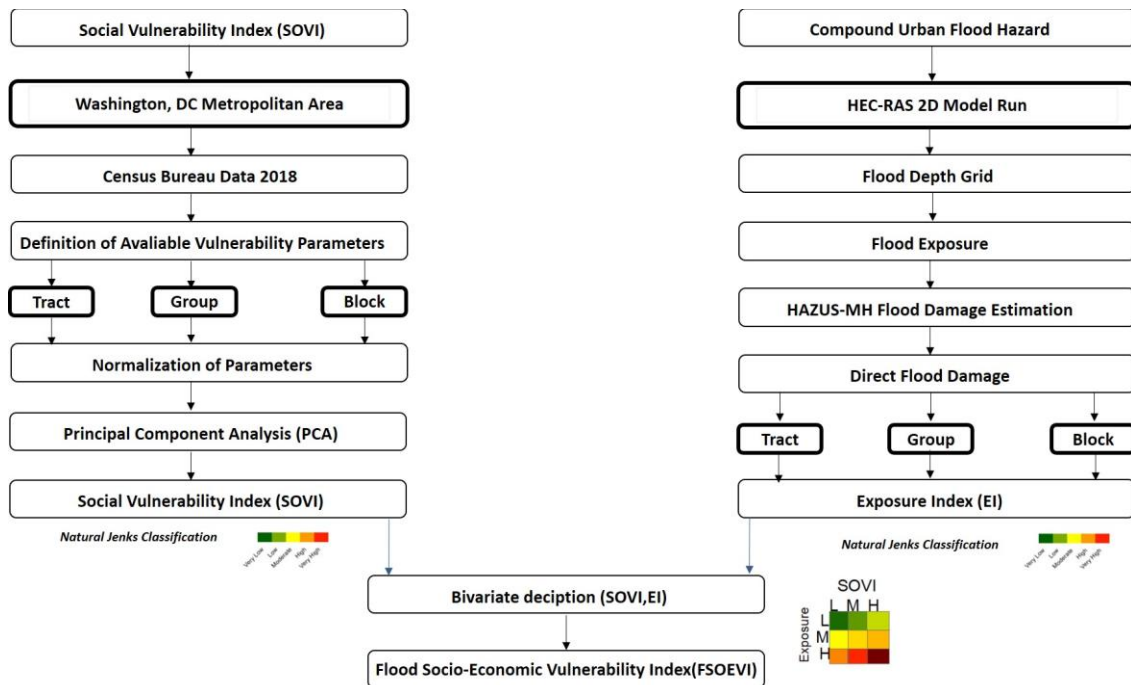 Social Vulnerability Index (SOVI)
Washington, DC Metropolitan Area
Census Bureau Data 2018
Definition of Avaliable Vulnerability Parameters
Tract
Group
Block
Normalization of Parameters
Principal Component Analysis (PCA)
Social Vulnerability Index (SOVI)
Natural Jenks Classification
Very Low
Low
Moderate
High
Very High
Compound Urban Flood Hazard
HEC-RAS 2D Model Run
Flood Depth Grid
Flood Exposure
HAZUS-MH Flood Damage Estimation
Direct Flood Damage
Tract
Group
Block
Exposure Index (EI)
Natural Jenks Classification
Very Low
Low
Moderate
High
Very High
Bivariate deciption (SOVI,EI)
Flood Socio-Economic Vulnerability Index(FSOEVI)
SOVI
L M H
Exposure
L
M
H